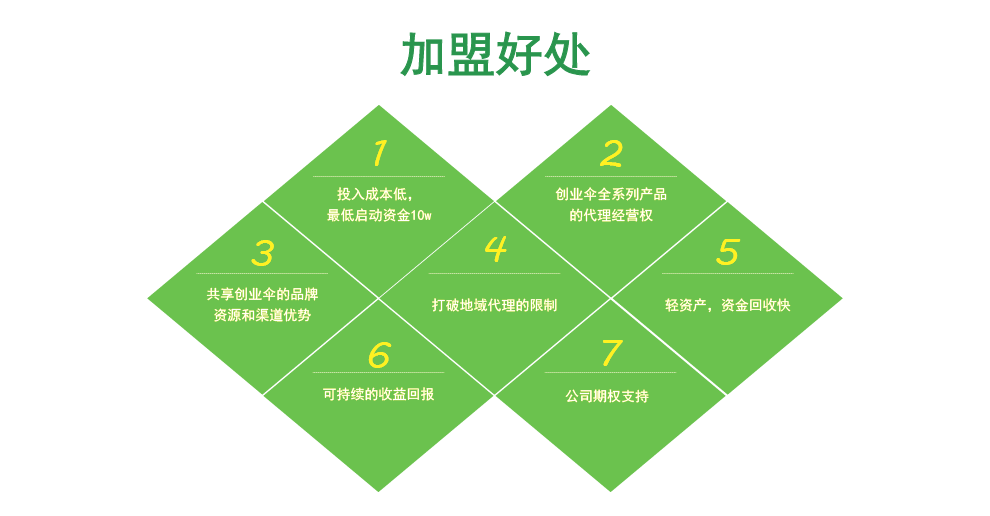 加盟好处
1
投入成本低，
最低启动资金10w
2
创业伞全系列产品
的代理经营权
3
共享创业伞的品牌
资源和渠道优势
4
打破地域代理的限制
5
轻资产，资金回收快
6
可持续的收益回报
7
公司期权支持